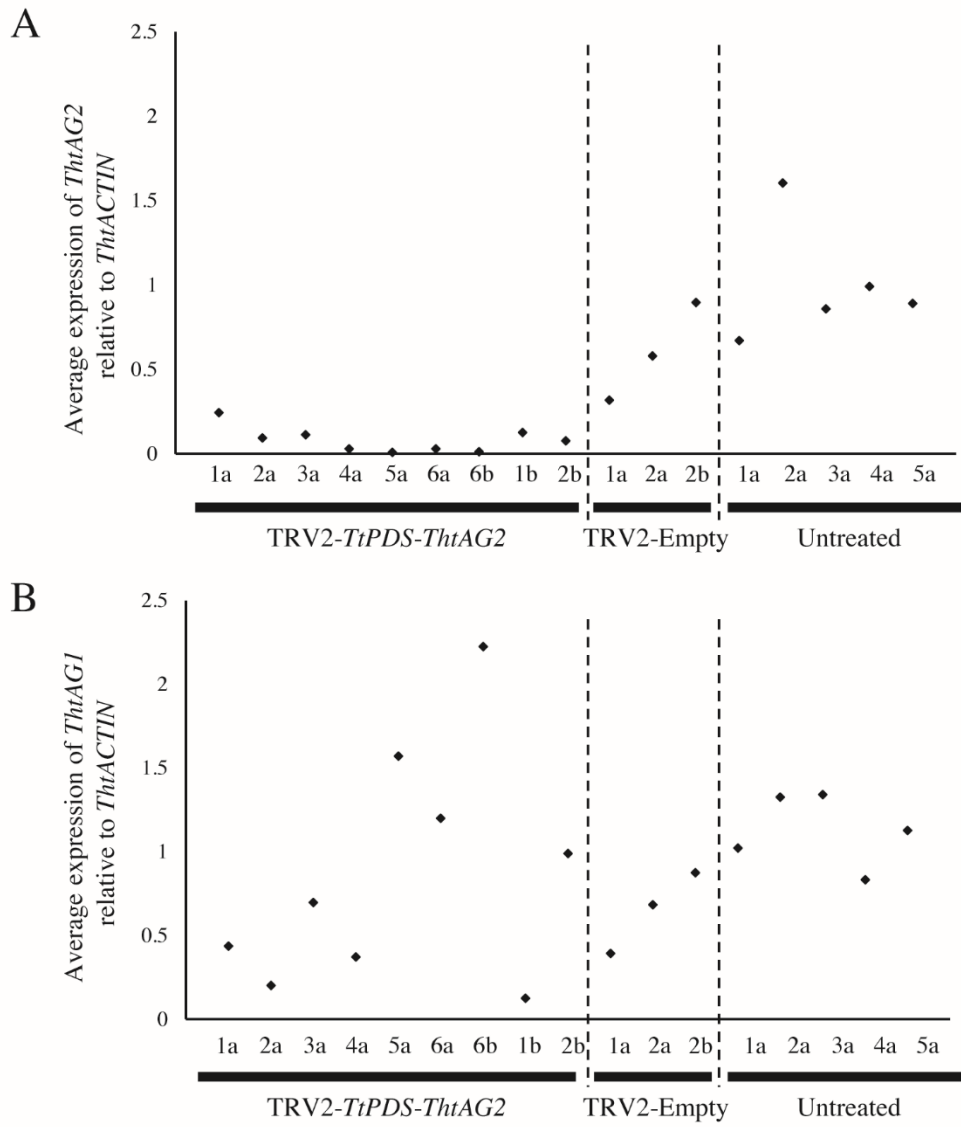 A
2.5
2
1.5
1
0.5
0
Average expression of ThtAG2
relative to ThtACTIN
1a 2a 3a 4a 5a 6a 6b 1b 2b 1a 2a 2b 1a 2a 3a 4a 5a
TRV2-TtPDS-ThtAG2 TRV2-Empty Untreated
B
2.5
2
1.5
1
0.5
0
Average expression of ThtAG1
relative to ThtACTIN
1a 2a 3a 4a 5a 6a 6b 1b 2b 1a 2a 2b 1a 2a 3a 4a 5a
TRV2-TtPDS-ThtAG2 TRV2-Empty Untreated